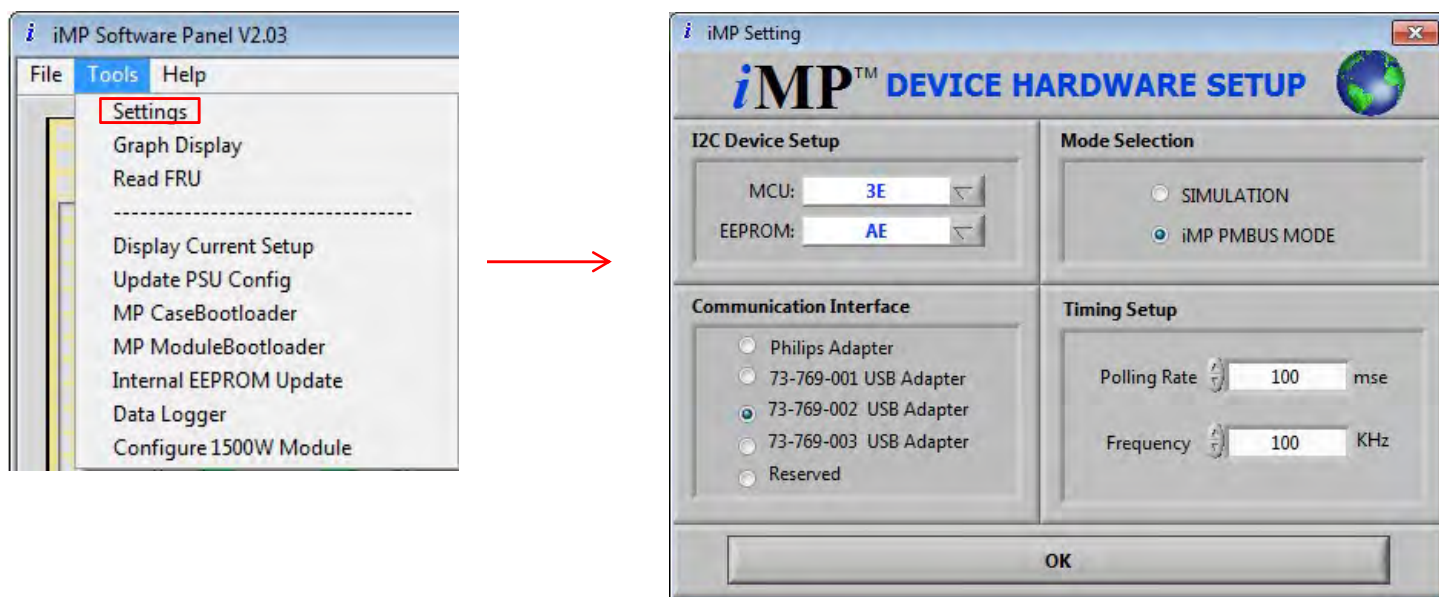 i iMP Software Panel V2.03
File Tools Help
Settings
Graph Display
Read FRU
----------------------------------
Display Current Setup
Update PSU Config
MP CaseBootloader
MP ModuleBootloader
Internal EEPROM Update
Data Logger
Configure 1500W Module
i iMP Setting
iMP™ DEVICE HARDWARE SETUP
I2C Device Setup
MCU: 3E
EEPROM: AE
Mode Selection
SIMULATION
iMP PMBUS MODE
Communication Interface
Philips Adapter
73-769-001 USB Adapter
73-769-002 USB Adapter
73-769-003 USB Adapter
Reserved
Timing Setup
Polling Rate 100 mse
Frequency 100 KHz
OK